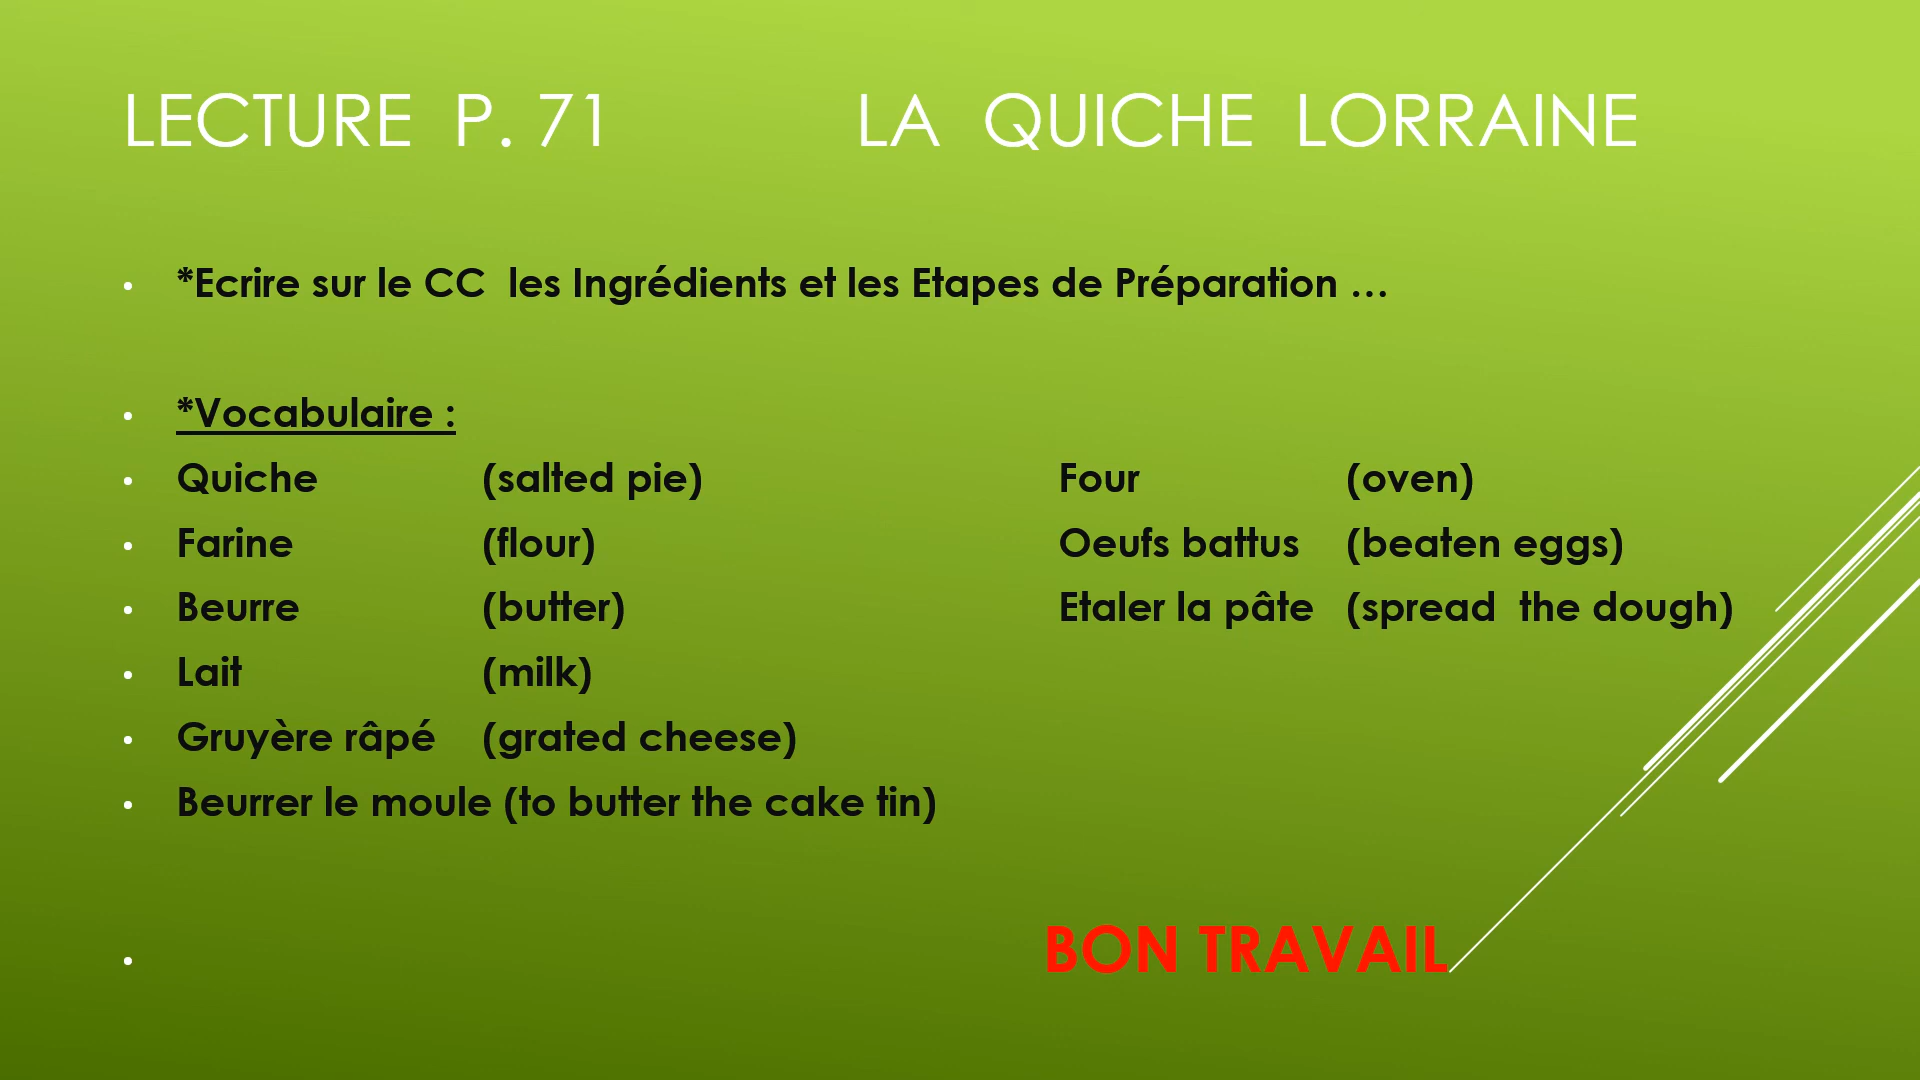 LECTURE P. 71 LA QUICHE LORRAINE
*Ecrire sur le CC les Ingrédients et les Etapes de Préparation …
*Vocabulaire :
Quiche (salted pie) Four (oven)
Farine (flour) Oeufs battus (beaten eggs)
Beurre (butter) Etaler la pâte (spread the dough)
Lait (milk)
Gruyère râpé (grated cheese)
Beurrer le moule (to butter the cake tin)
BON TRAVAIL